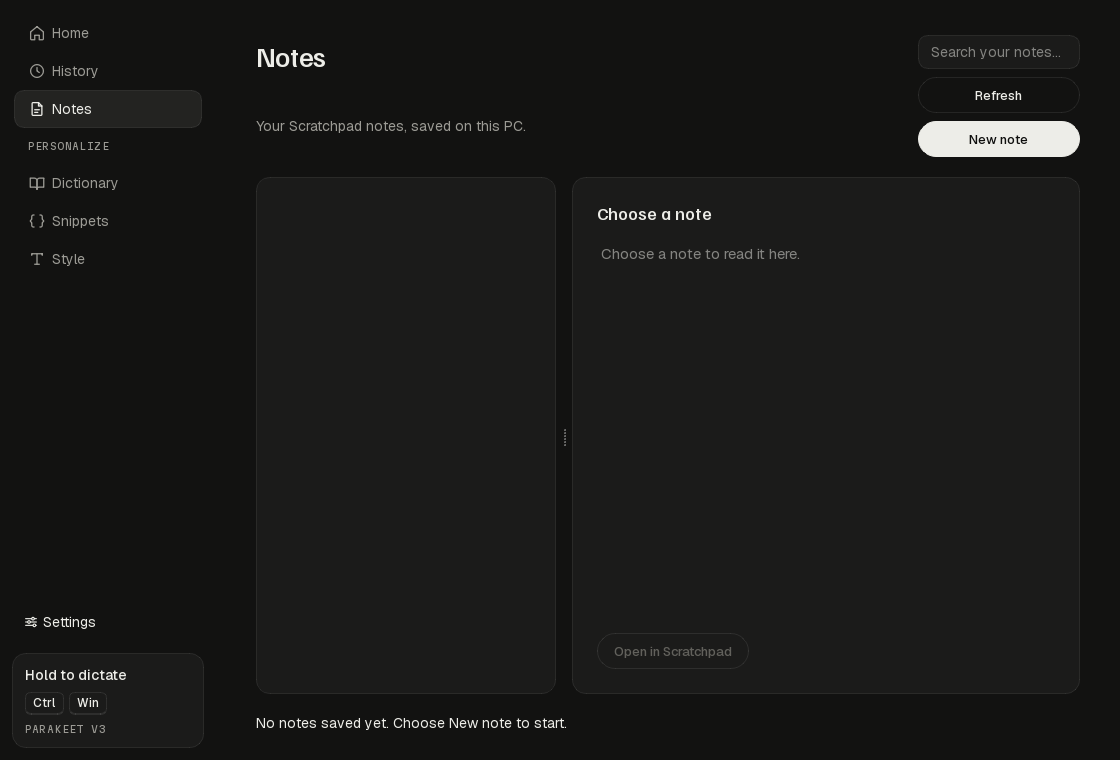 Home
History
Notes
PERSONALIZE
Dictionary
Snippets
Style
Settings
Hold to dictate
Ctrl Win
PARAKEET V3
Notes
Your Scratchpad notes, saved on this PC.
Search your notes...
Refresh
New note
Choose a note
Choose a note to read it here.
Open in Scratchpad
No notes saved yet. Choose New note to start.